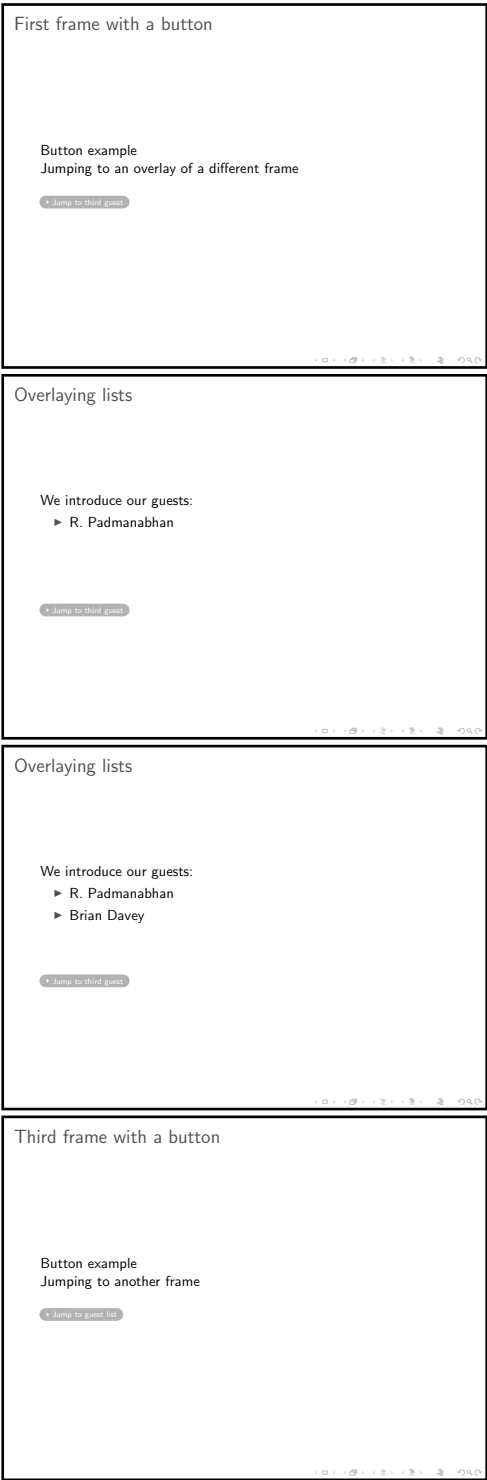 First frame with a button
Button example
Jumping to an overlay of a different frame
Jump to third guest
Overlaying lists
We introduce our guests:
R. Padmanabhan
Jump to third guest
Overlaying lists
We introduce our guests:
R. Padmanabhan
Brian Davey
Jump to third guest
Third frame with a button
Button example
Jumping to another frame
Jump to guest list